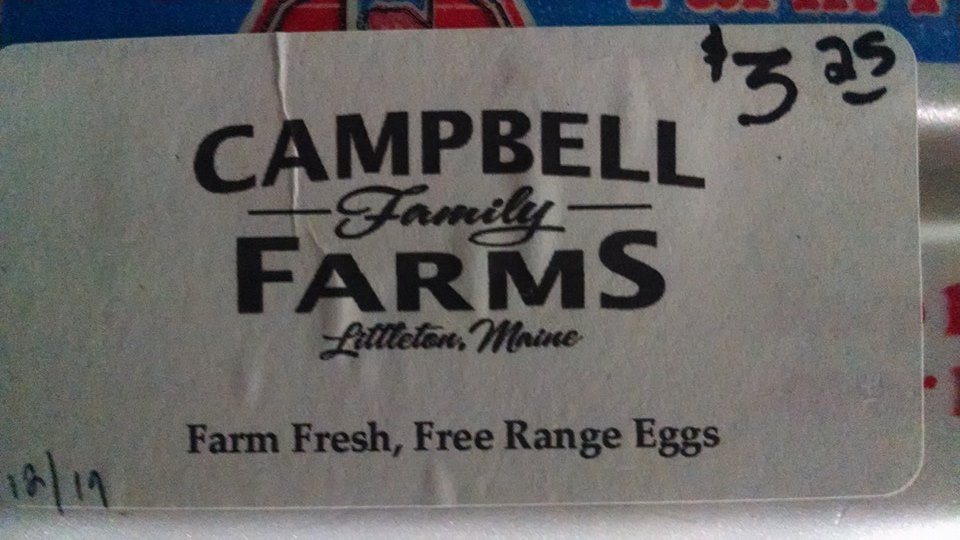 $3 25
CAMPBELL
Family
FARMS
Littleton, Maine
Farm Fresh, Free Range Eggs
12/19